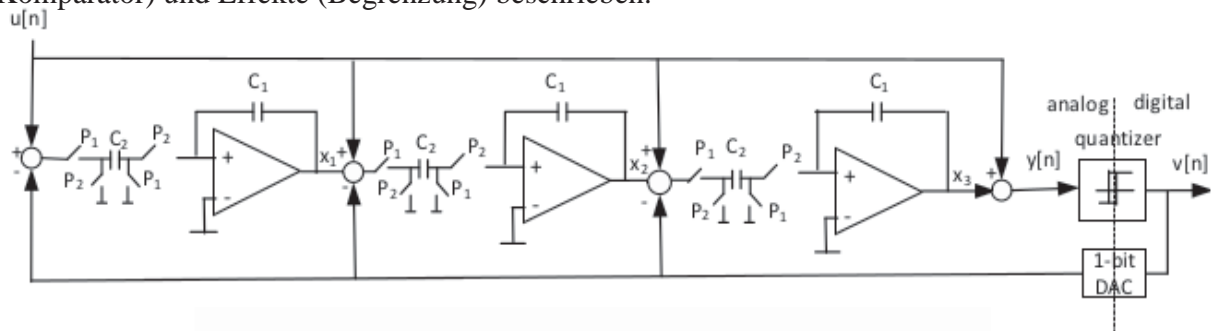 Komparator) und Effekte (Begrenzung) beschrieben.
u[n]
C1 C1 C1
analog digital
quantizer
+ P1 C2 P2 + x1 + P1 C2 P2 + x2 + P1 C2 P2 + x3 + y[n] v[n]
- P2 P1 - - P2 P1 - - P2 P1 -
1-bit
DAC